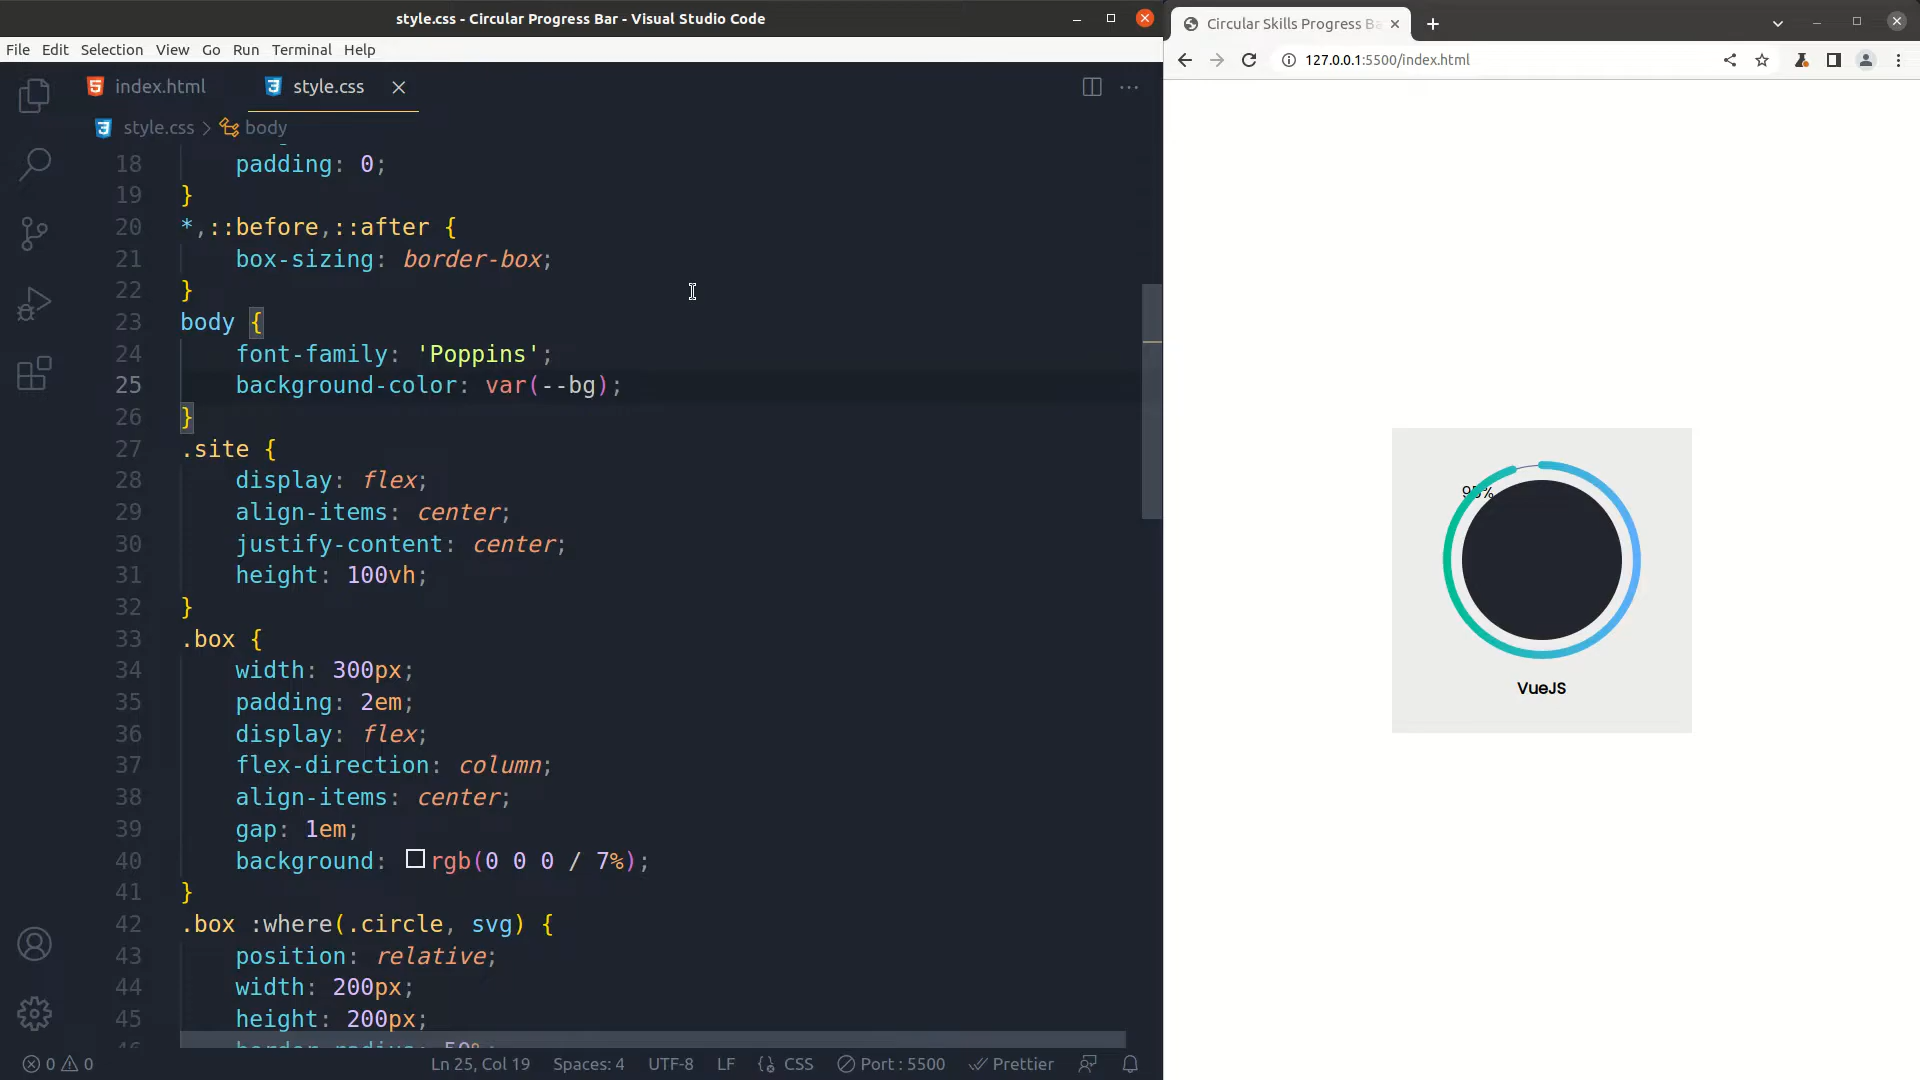 style.css - Circular Progress Bar - Visual Studio Code
File Edit Selection View Go Run Terminal Help
index.html
style.css
style.css > body
18 padding: 0;
19 }
20 *,::before,::after {
21 box-sizing: border-box;
22 }
23 body {
24 font-family: 'Poppins';
25 background-color: var(--bg);
26 }
27 .site {
28 display: flex;
29 align-items: center;
30 justify-content: center;
31 height: 100vh;
32 }
33 .box {
34 width: 300px;
35 padding: 2em;
36 display: flex;
37 flex-direction: column;
38 align-items: center;
39 gap: 1em;
40 background: rgb(0 0 0 / 7%);
41 }
42 .box :where(.circle, svg) {
43 position: relative;
44 width: 200px;
45 height: 200px;
46 border-radius: 50%;
0 0 Ln 25, Col 19 Spaces: 4 UTF-8 LF {} CSS Port : 5500 Prettier
Circular Skills Progress Ba
127.0.0.1:5500/index.html
95%
VueJS